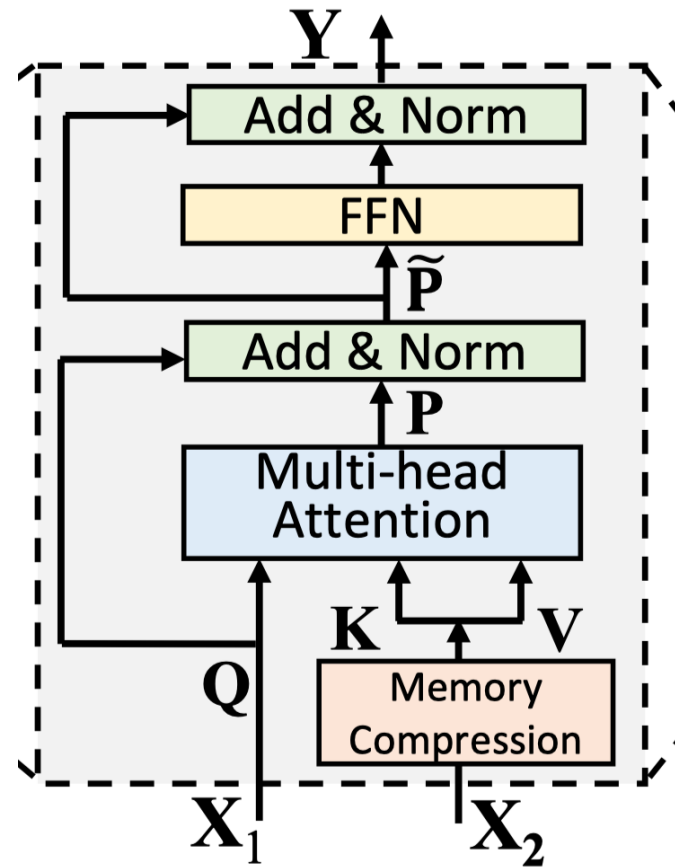 Y
Add & Norm
FFN
P̃
Add & Norm
P
Multi-head
Attention
K
V
Q
Memory
Compression
X₁
X₂